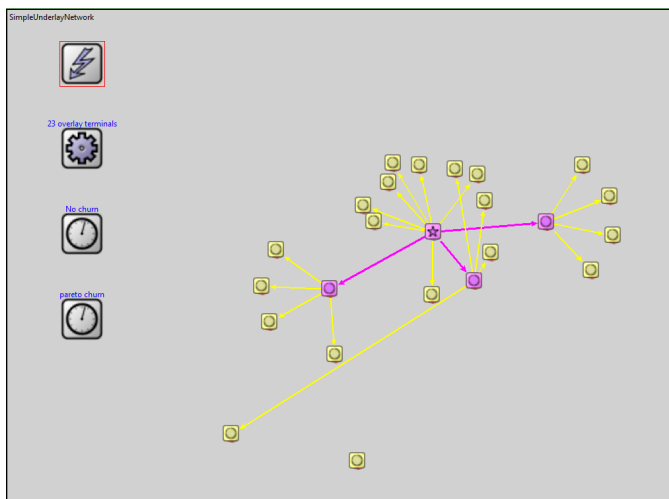 SimpleUnderlayNetwork
23 overlay terminals
No churn
pareto churn